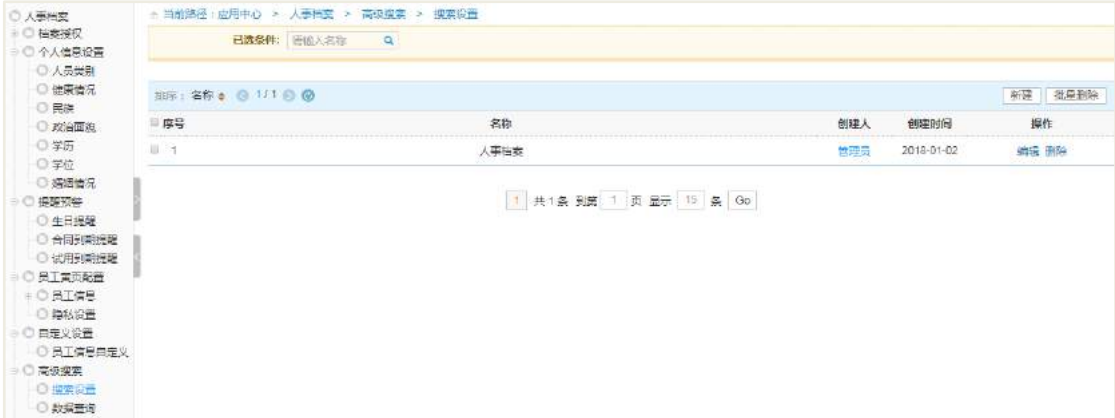 人事档案
档案授权
个人信息设置
人员类别
健康情况
民族
政治面貌
学历
学位
婚姻情况
提醒预警
生日提醒
合同到期提醒
试用到期提醒
员工黄页配置
员工信息
隐私设置
自定义设置
员工信息自定义
高级搜索
搜索设置
数据查询
当前路径：应用中心 > 人事档案 > 高级搜索 > 搜索设置
已选条件： 请输入名称
排序：名称 1/1 新建 批量删除
序号 名称 创建人 创建时间 操作
1 人事档案 管理员 2018-01-02 编辑 删除
1 共1条 到第 1 页 显示 15 条 Go